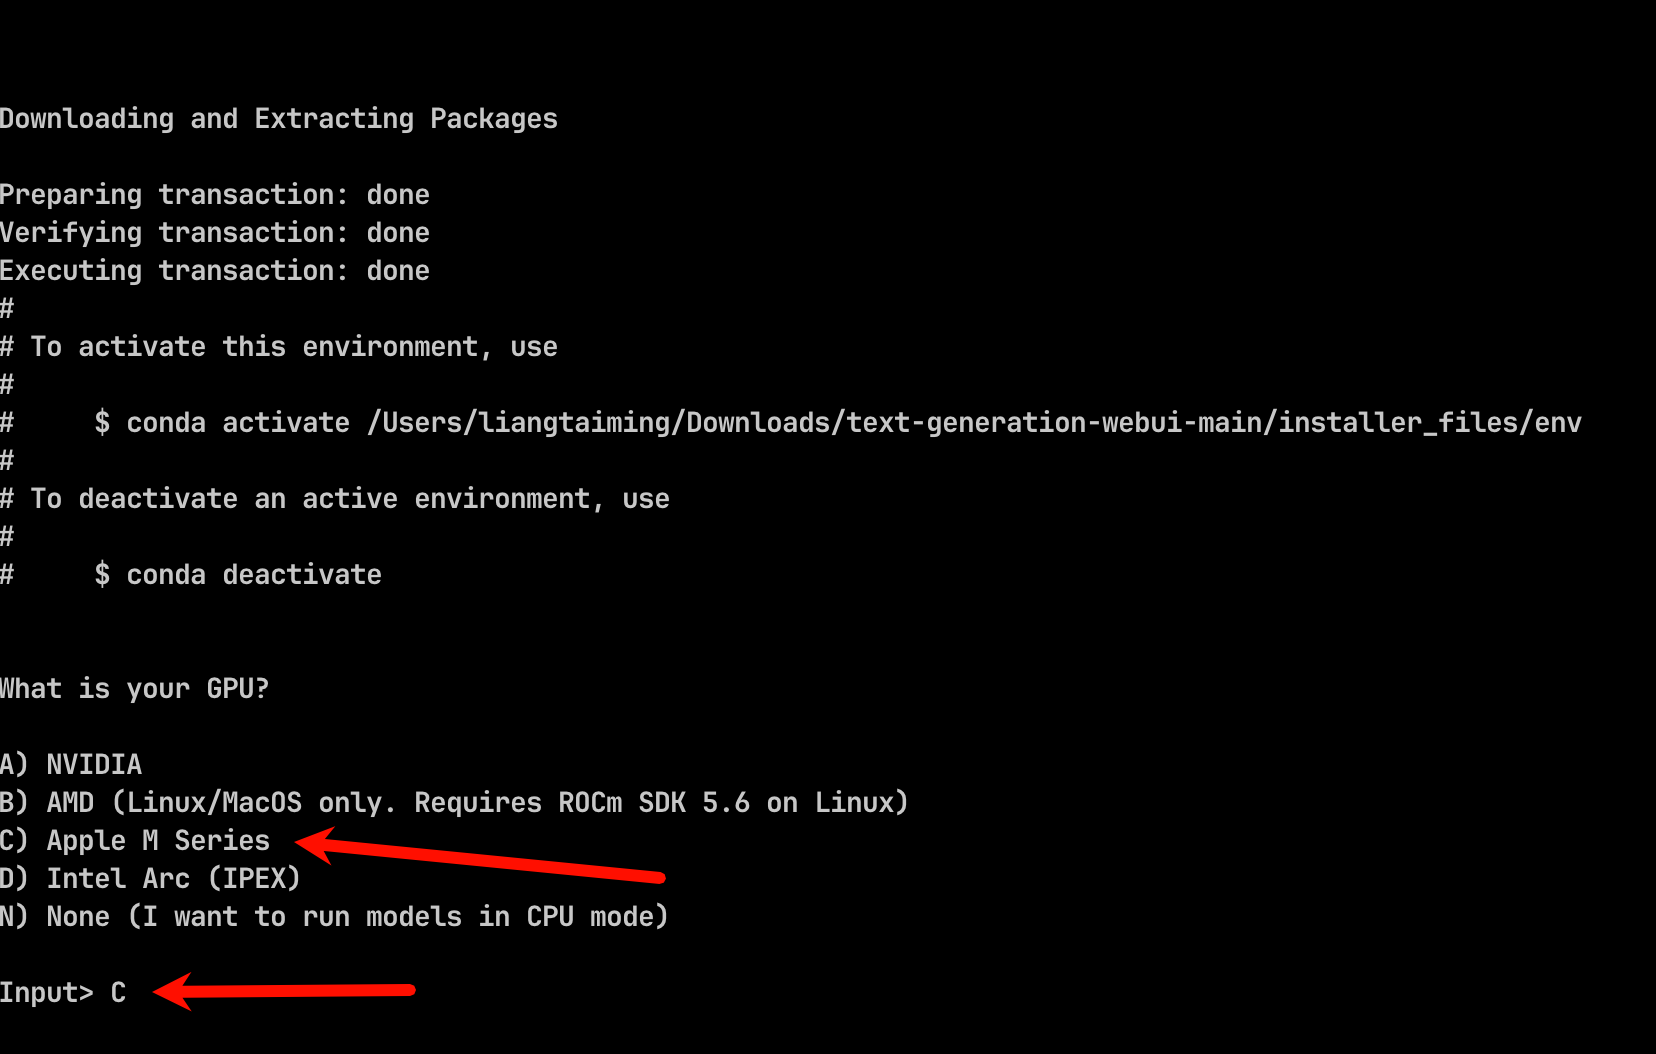 Downloading and Extracting Packages
Preparing transaction: done
Verifying transaction: done
Executing transaction: done
#
# To activate this environment, use
#
#     $ conda activate /Users/liangtaiming/Downloads/text-generation-webui-main/installer_files/env
#
# To deactivate an active environment, use
#
#     $ conda deactivate
What is your GPU?
A) NVIDIA
B) AMD (Linux/MacOS only. Requires ROCm SDK 5.6 on Linux)
C) Apple M Series
D) Intel Arc (IPEX)
N) None (I want to run models in CPU mode)
Input> C